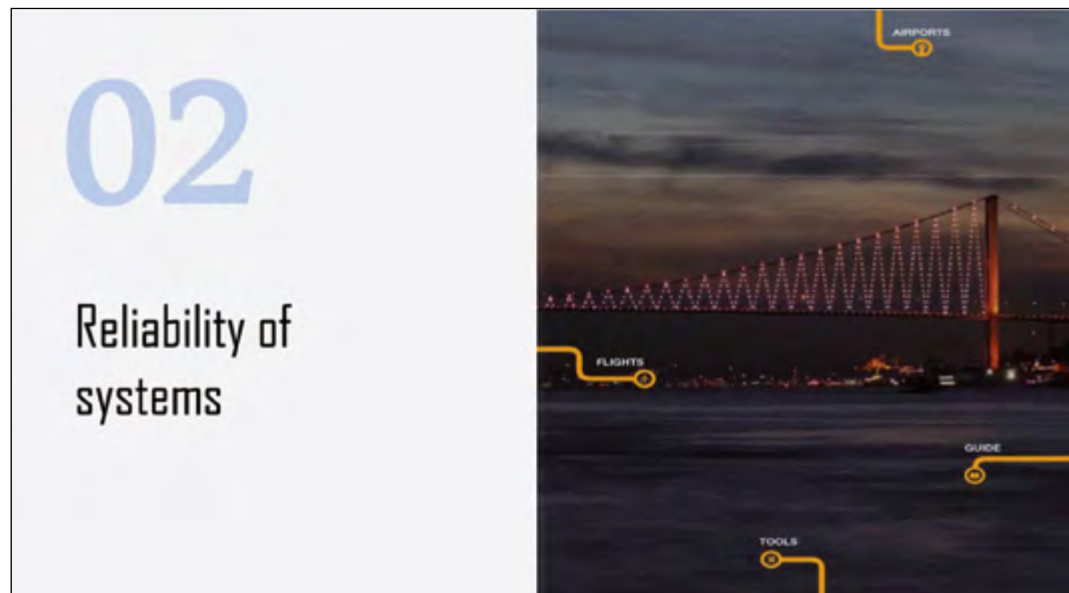 02
Reliability of
systems
AIRPORTS
FLIGHTS
GUIDE
TOOLS